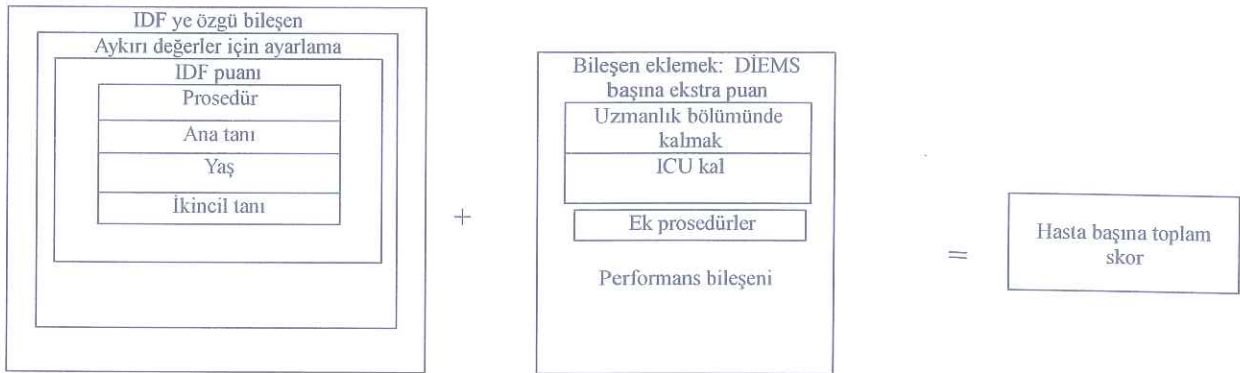 IDF ye özgü bileşen
Aykırı değerler için ayarlama
IDF puanı
Prosedür
Ana tanı
Yaş
İkincil tanı
+
Bileşen eklemek: DİEMS
başına ekstra puan
Uzmanlık bölümünde
kalmak
ICU kal
Ek prosedürler
Performans bileşeni
=
Hasta başına toplam
skor